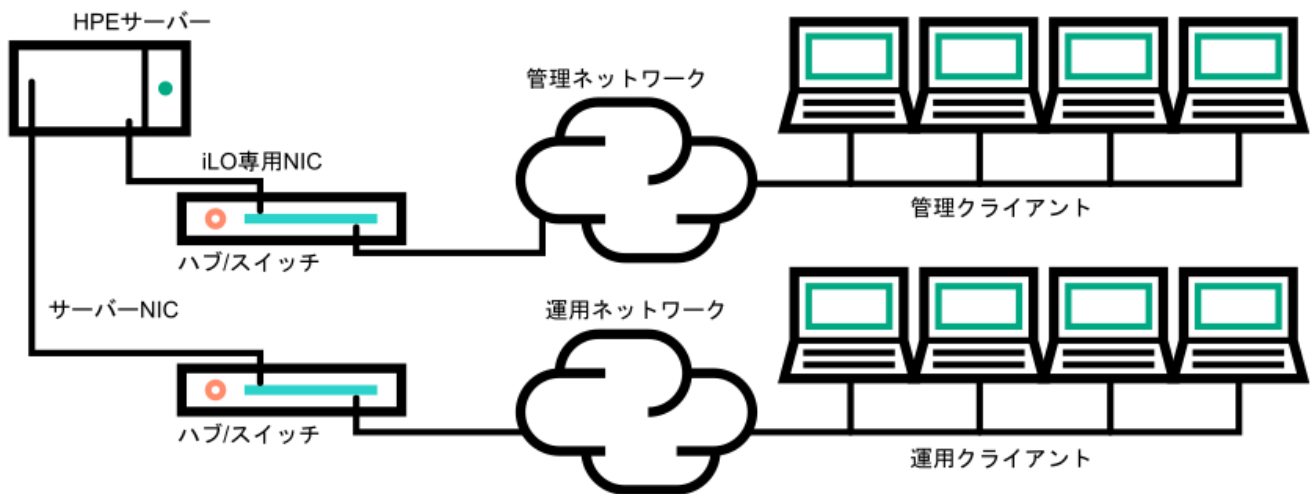 HPEサーバー
管理ネットワーク
iLO専用NIC
管理クライアント
ハブ/スイッチ
サーバーNIC
運用ネットワーク
ハブ/スイッチ
運用クライアント